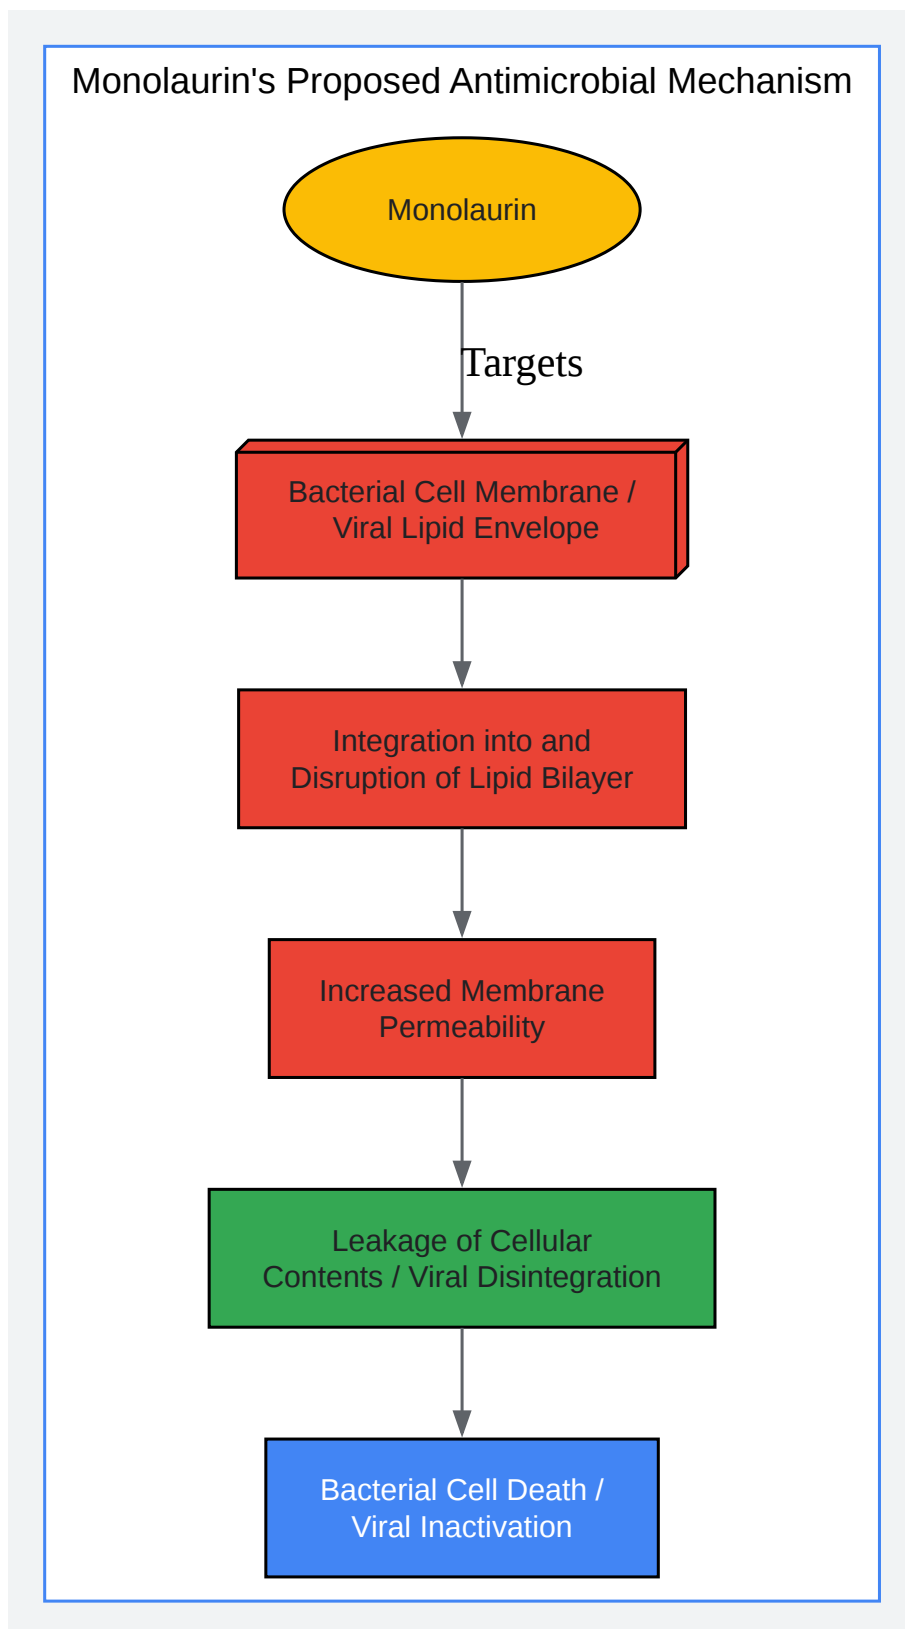 Monolaurin's Proposed Antimicrobial Mechanism
Monolaurin
Targets
Bacterial Cell Membrane /
Viral Lipid Envelope
Integration into and
Disruption of Lipid Bilayer
Increased Membrane
Permeability
Leakage of Cellular
Contents / Viral Disintegration
Bacterial Cell Death /
Viral Inactivation